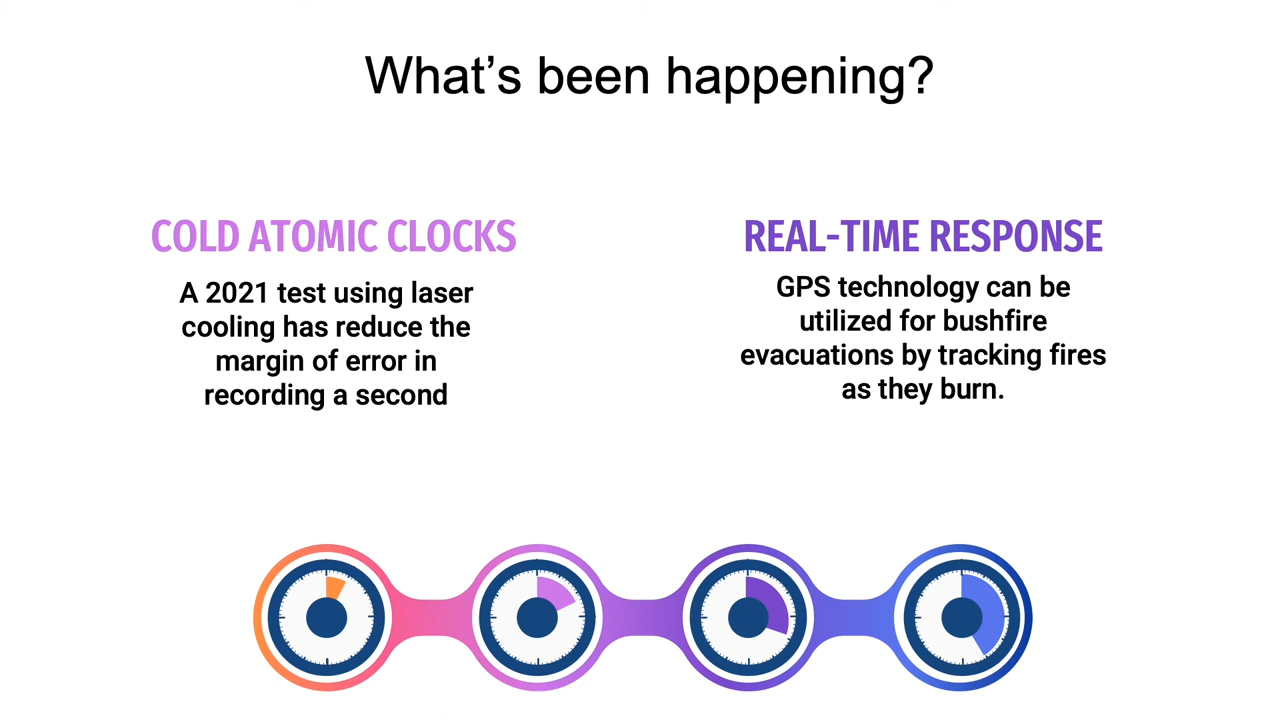 What’s been happening?
COLD ATOMIC CLOCKS
A 2021 test using laser
cooling has reduce the
margin of error in
recording a second
REAL-TIME RESPONSE
GPS technology can be
utilized for bushfire
evacuations by tracking fires
as they burn.